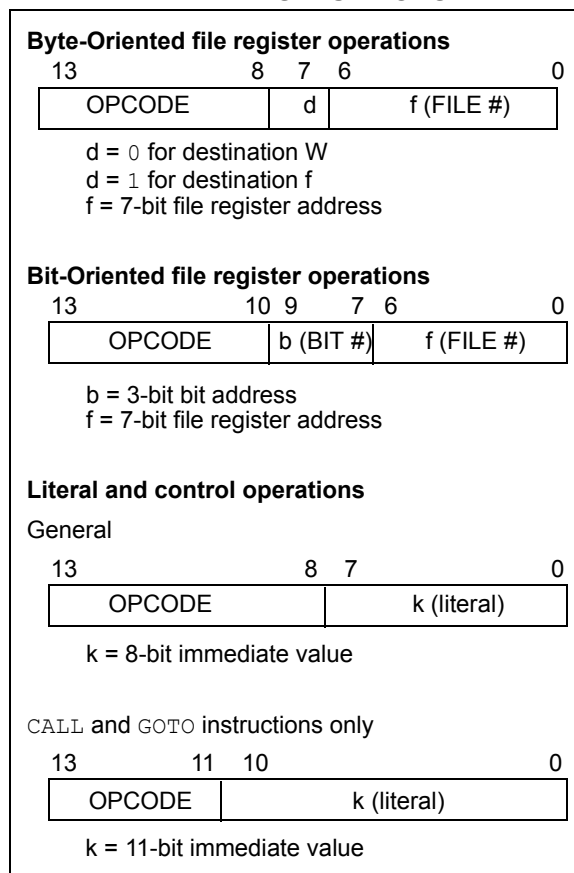 Byte-Oriented file register operations
13 8 7 6 0
OPCODE d f (FILE #)
d = 0 for destination W
d = 1 for destination f
f = 7-bit file register address
Bit-Oriented file register operations
13 10 9 7 6 0
OPCODE b (BIT #) f (FILE #)
b = 3-bit bit address
f = 7-bit file register address
Literal and control operations
General
13 8 7 0
OPCODE k (literal)
k = 8-bit immediate value
CALL and GOTO instructions only
13 11 10 0
OPCODE k (literal)
k = 11-bit immediate value